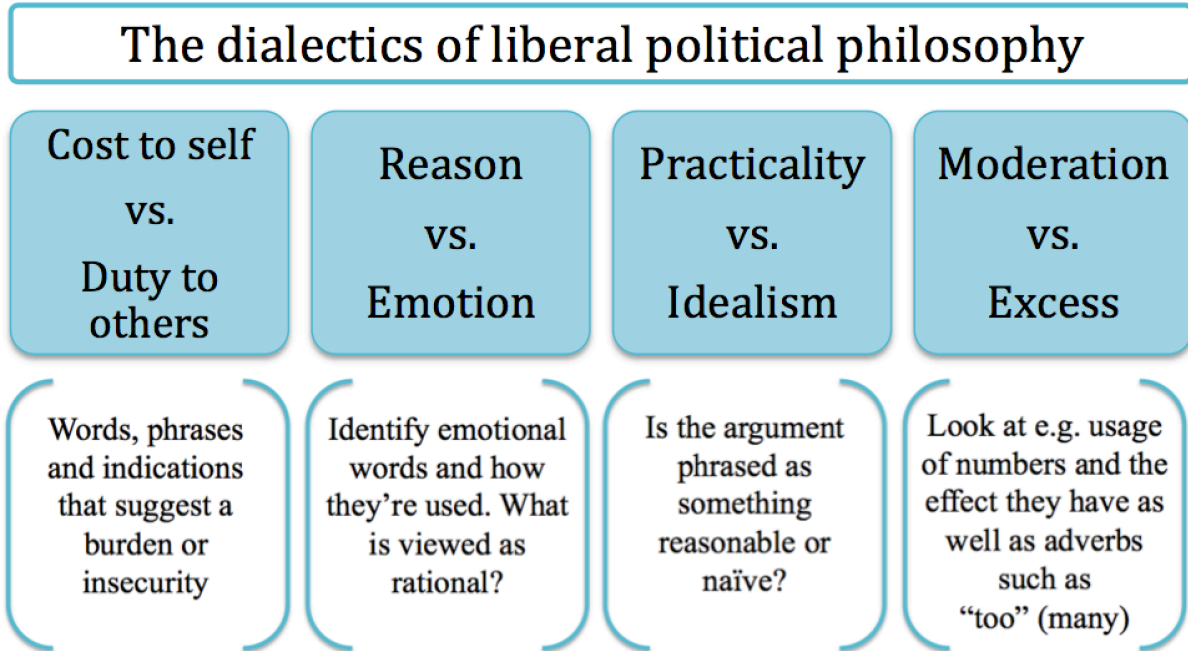 The dialectics of liberal political philosophy
Cost to self
vs.
Duty to
others
Reason
vs.
Emotion
Practicality
vs.
Idealism
Moderation
vs.
Excess
Words, phrases
and indications
that suggest a
burden or
insecurity
Identify emotional
words and how
they’re used. What
is viewed as
rational?
Is the argument
phrased as
something
reasonable or
naïve?
Look at e.g. usage
of numbers and the
effect they have as
well as adverbs
such as
“too” (many)